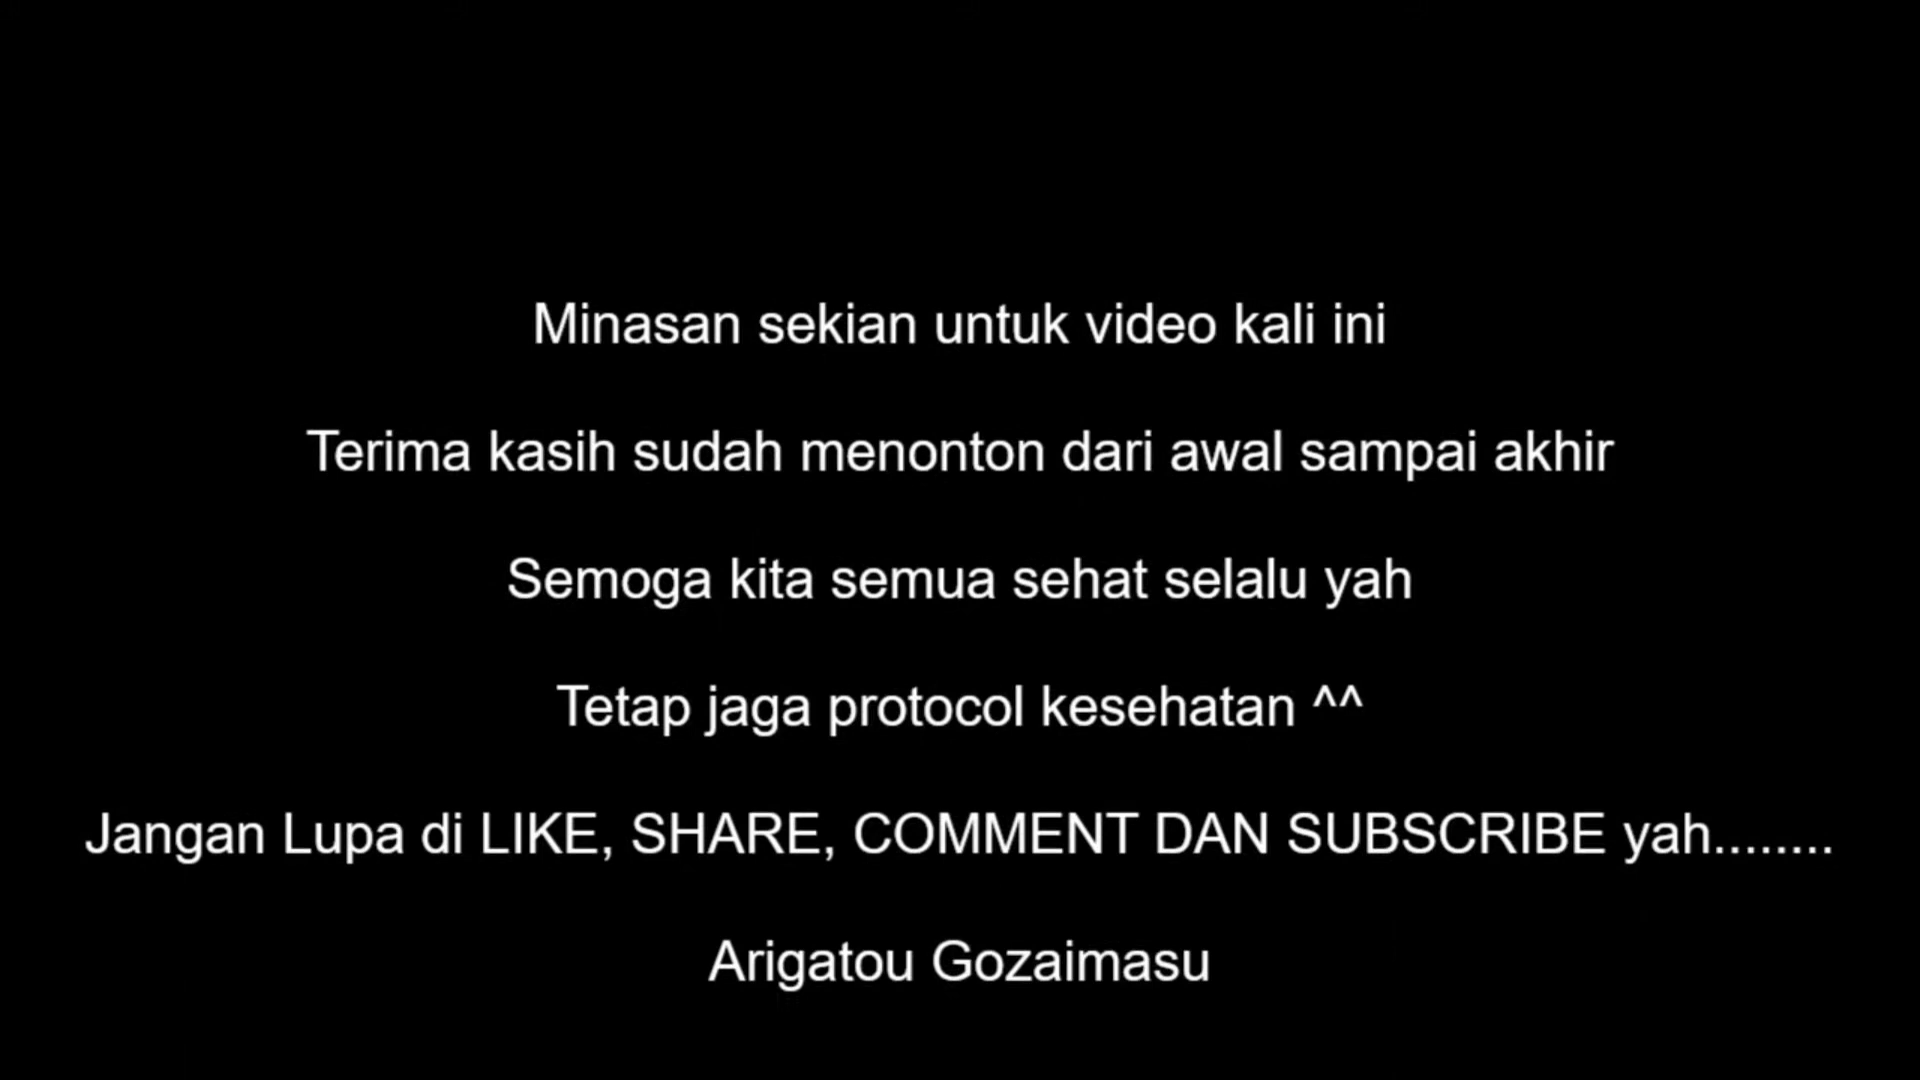 Minasan sekian untuk video kali ini
Terima kasih sudah menonton dari awal sampai akhir
Semoga kita semua sehat selalu yah
Tetap jaga protocol kesehatan ^^
Jangan Lupa di LIKE, SHARE, COMMENT DAN SUBSCRIBE yah........
Arigatou Gozaimasu